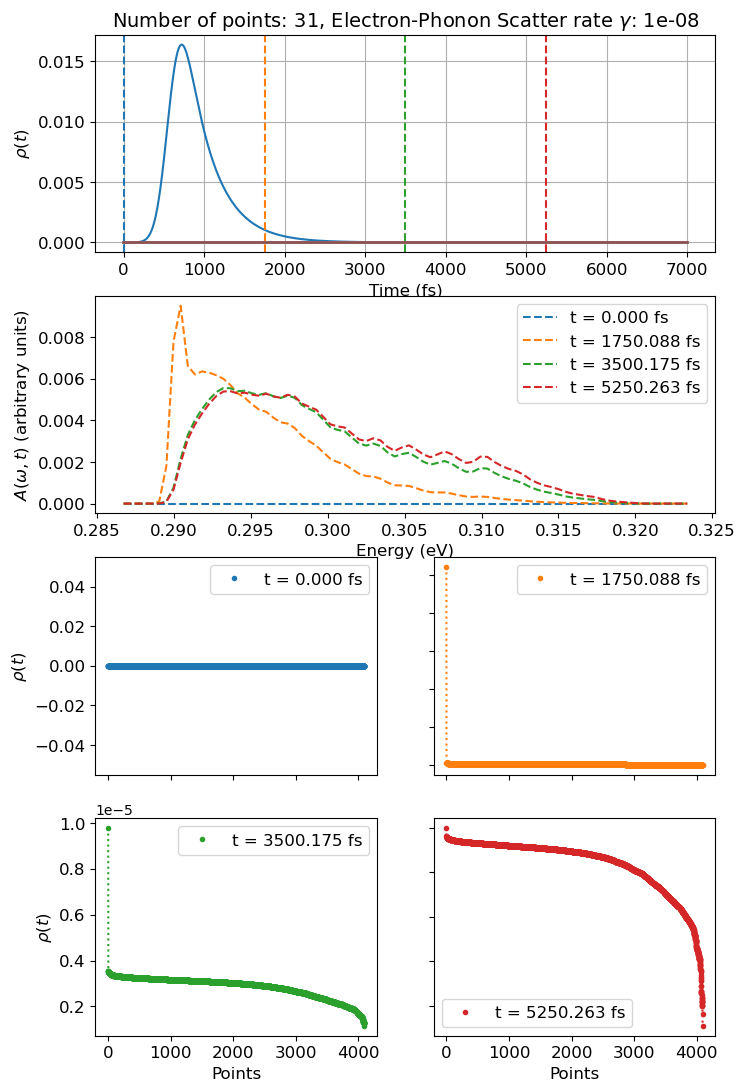 Number of points: 31, Electron-Phonon Scatter rate γ: 1e-08
0.015
0.010
0.005
0.000
ρ(t)
0 1000 2000 3000 4000 5000 6000 7000
Time (fs)
0.008
0.006
0.004
0.002
0.000
A(ω, t) (arbitrary units)
t = 0.000 fs
t = 1750.088 fs
t = 3500.175 fs
t = 5250.263 fs
0.285 0.290 0.295 0.300 0.305 0.310 0.315 0.320 0.325
Energy (eV)
0.04
0.02
0.00
−0.02
−0.04
ρ(t)
t = 0.000 fs
t = 1750.088 fs
1e−5
1.0
0.8
0.6
0.4
0.2
ρ(t)
t = 3500.175 fs
0 1000 2000 3000 4000
Points
t = 5250.263 fs
0 1000 2000 3000 4000
Points